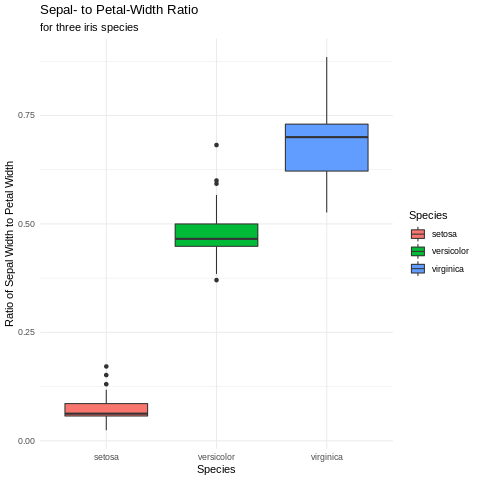 Sepal- to Petal-Width Ratio
for three iris species
Ratio of Sepal Width to Petal Width
0.75
0.50
0.25
0.00
setosa versicolor virginica
Species
Species
setosa
versicolor
virginica